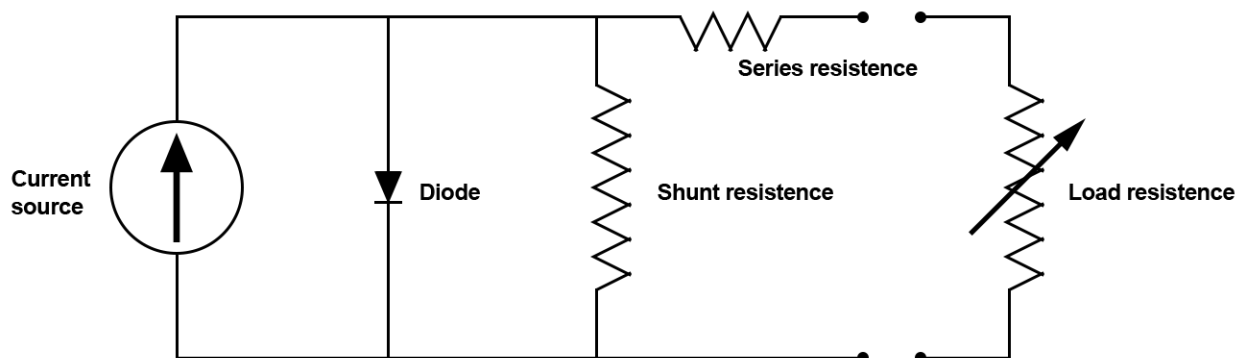 Series resistence
Current
source
Diode
Shunt resistence
Load resistence